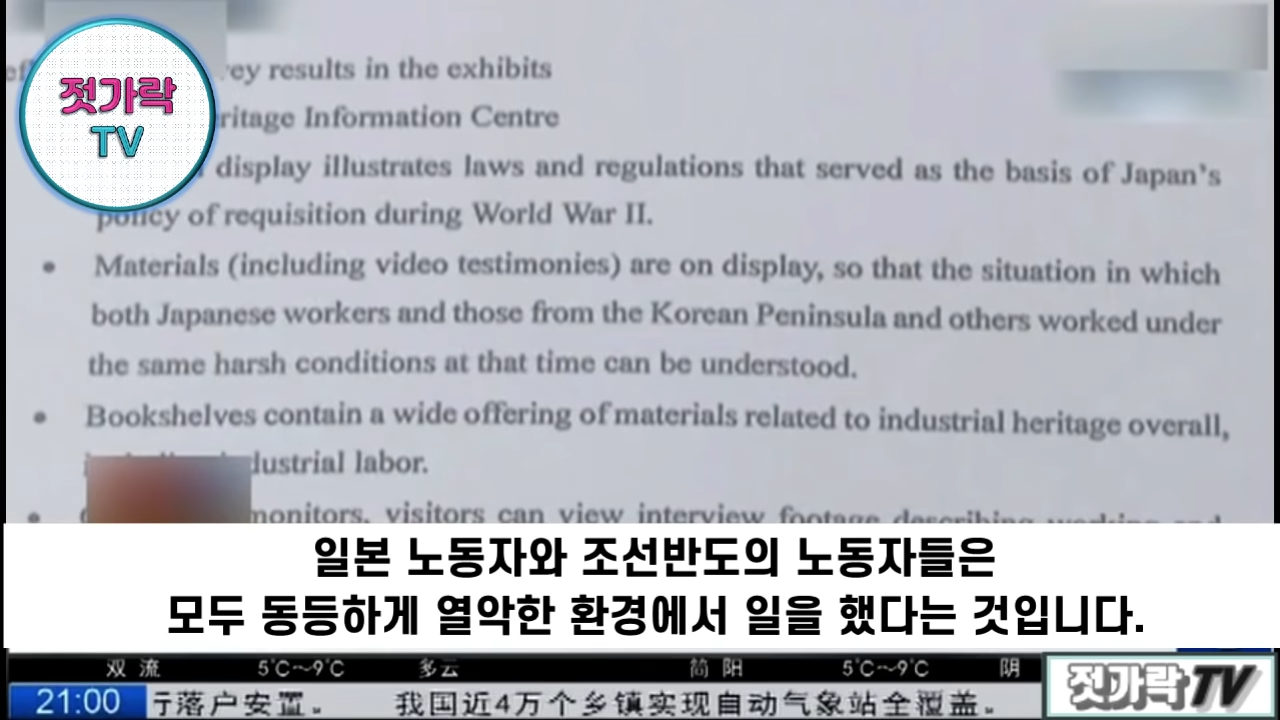 rey results in the exhibits
젓가락
TV
ritage Information Centre
display illustrates laws and regulations that served as the basis of Japan's
policy of requisition during World War II.
• Materials (including video testimonies) are on display, so that the situation in which
both Japanese workers and those from the Korean Peninsula and others worked under
the same harsh conditions at that time can be understood.
• Bookshelves contain a wide offering of materials related to industrial heritage overall,
dustrial labor.
monitors, visitors can view interview footage describing working and
일본 노동자와 조선반도의 노동자들은
모두 동등하게 열악한 환경에서 일을 했다는 것입니다.
双流 5℃~9℃ 多云 简阳 5℃~9℃ 阴
21:00 行落户安置。 我国近4万个乡镇实现自动气象站全覆盖。
젓가락TV